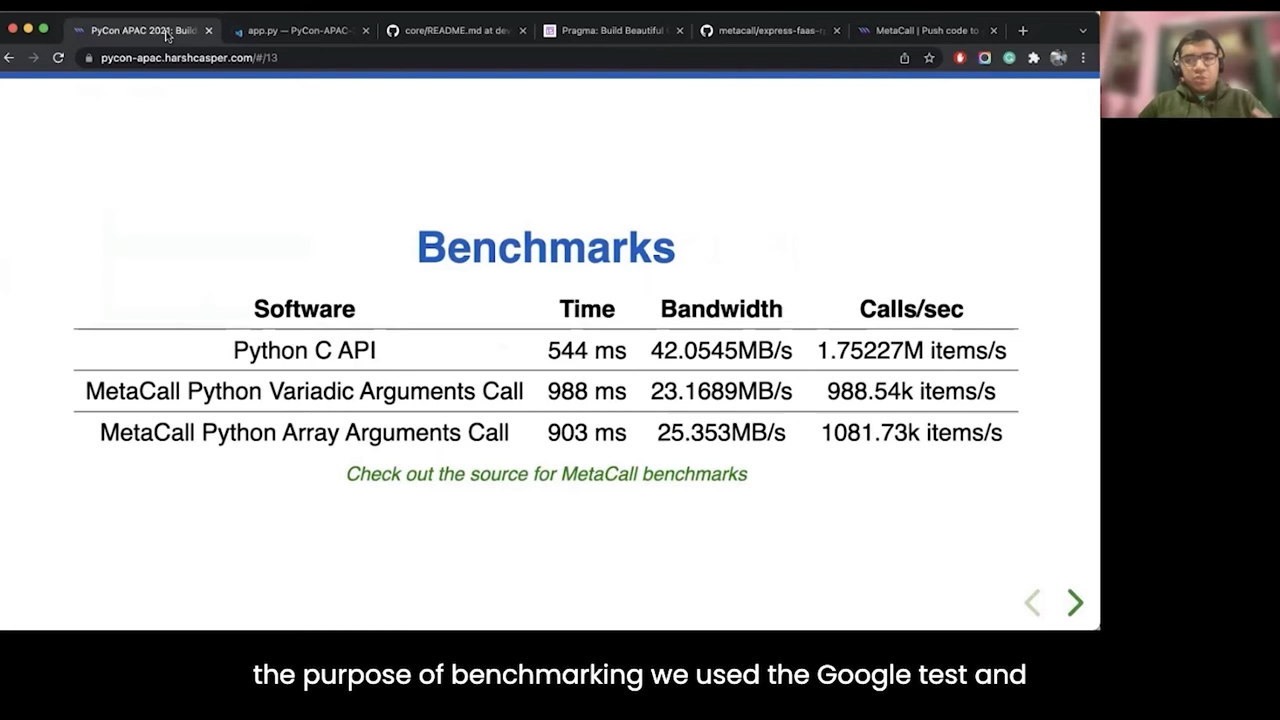 PyCon APAC 2021: Build
app.py — PyCon-APAC-
core/README.md at de
Pragma: Build Beautiful
metacall/express-faas-r
MetaCall | Push code to
pycon-apac.harshcasper.com/#/13
Benchmarks
Software Time Bandwidth Calls/sec
Python C API 544 ms 42.0545MB/s 1.75227M items/s
MetaCall Python Variadic Arguments Call 988 ms 23.1689MB/s 988.54k items/s
MetaCall Python Array Arguments Call 903 ms 25.353MB/s 1081.73k items/s
Check out the source for MetaCall benchmarks
the purpose of benchmarking we used the Google test and